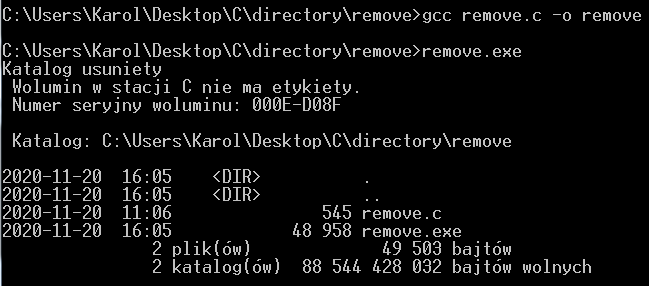 C:\Users\Karol\Desktop\C\directory\remove>gcc remove.c -o remove
C:\Users\Karol\Desktop\C\directory\remove>remove.exe
Katalog usuniety
Wolumin w stacji C nie ma etykiety.
Numer seryjny woluminu: 000E-D08F
Katalog: C:\Users\Karol\Desktop\C\directory\remove
2020-11-20  16:05    <DIR>          .
2020-11-20  16:05    <DIR>          ..
2020-11-20  11:06               545 remove.c
2020-11-20  16:05            48 958 remove.exe
2 plik(ów)             49 503 bajtów
2 katalog(ów)  88 544 428 032 bajtów wolnych